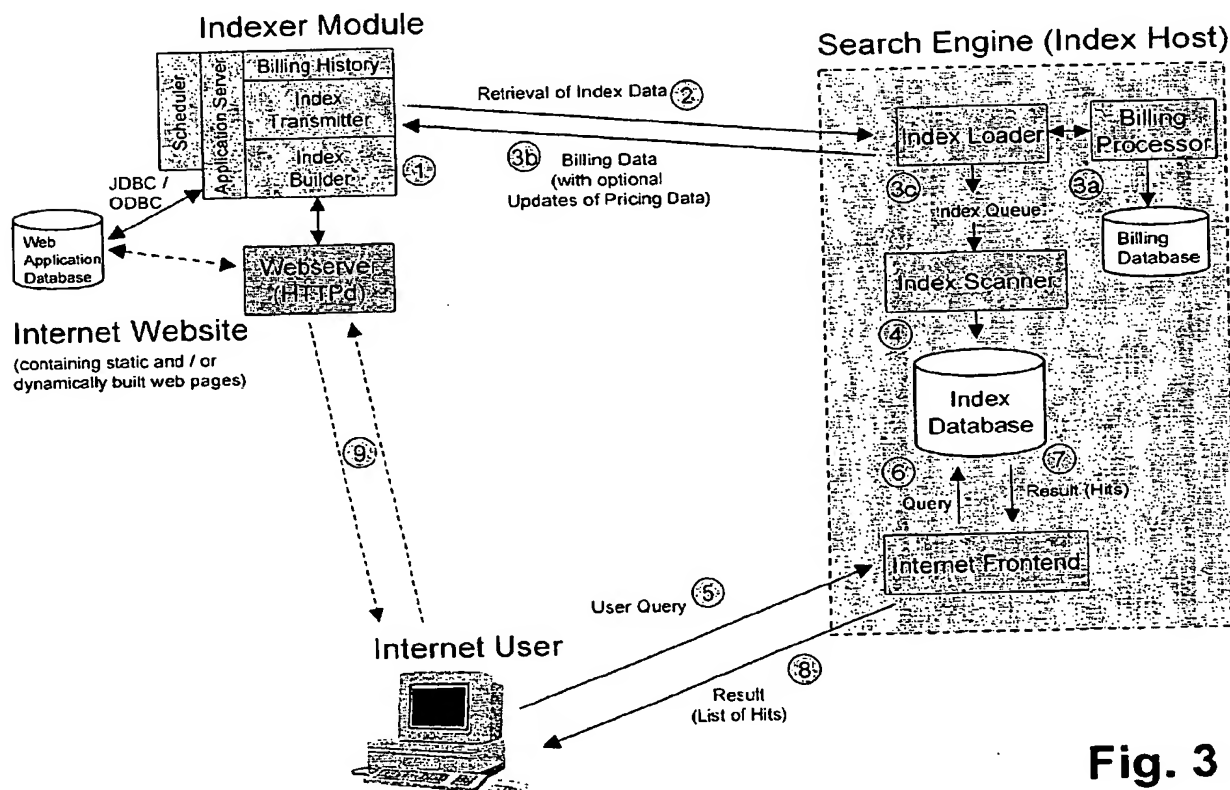 Indexer Module
Scheduler
Application Server
Billing History
Index
Transmitter
Index
Builder
1
JDBC /
ODBC
Web
Application
Database
Webserver
(HTTPd)
Internet Website
(containing static and / or
dynamically built web pages)
Retrieval of Index Data
2
3b
Billing Data
(with optional
Updates of Pricing Data)
Search Engine (Index Host)
Index Loader
Billing
Processor
3c
3a
Index Queue
Billing
Database
Index Scanner
4
Index
Database
6
7
Query
Result (Hits)
Internet Frontend
9
User Query
5
Internet User
8
Result
(List of Hits)
Fig. 3